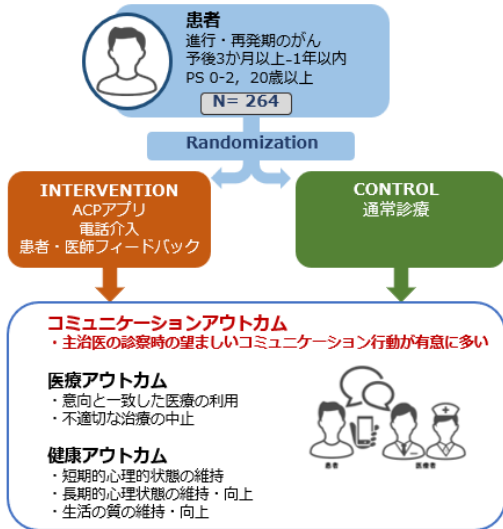 患者
進行・再発期のがん
予後3か月以上-1年以内
PS 0-2，20歳以上
N= 264
Randomization
INTERVENTION
ACPアプリ
電話介入
患者・医師フィードバック
CONTROL
通常診療
コミュニケーションアウトカム
・主治医の診察時の望ましいコミュニケーション行動が有意に多い
医療アウトカム
・意向と一致した医療の利用
・不適切な治療の中止
健康アウトカム
・短期的心理的状態の維持
・長期的心理状態の維持・向上
・生活の質の維持・向上
患者
医療者